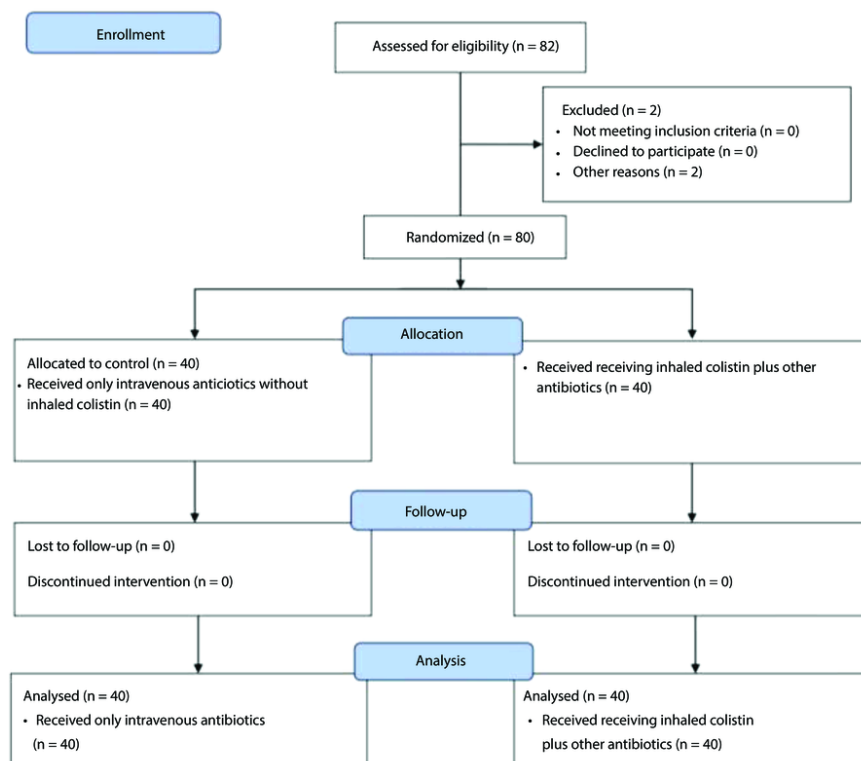 Enrollment
Assessed for eligibility (n = 82)
Excluded (n = 2)
• Not meeting inclusion criteria (n = 0)
• Declined to participate (n = 0)
• Other reasons (n = 2)
Randomized (n = 80)
Allocation
Allocated to control (n = 40)
• Received only intravenous anticiotics without
inhaled colistin (n = 40)
• Received receiving inhaled colistin plus other
antibiotics (n = 40)
Follow-up
Lost to follow-up (n = 0)
Discontinued intervention (n = 0)
Lost to follow-up (n = 0)
Discontinued intervention (n = 0)
Analysis
Analysed (n = 40)
• Received only intravenous antibiotics
(n = 40)
Analysed (n = 40)
• Received receiving inhaled colistin
plus other antibiotics (n = 40)